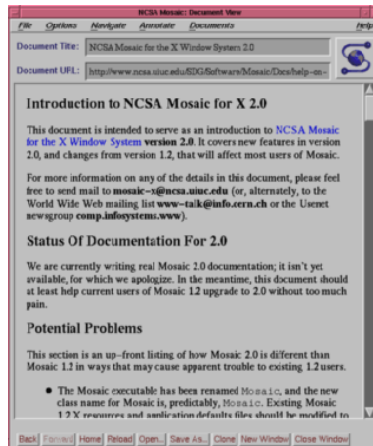 NCSA Mosaic: Document View
File Options Navigate Annotate Documents Help
Document Title: NCSA Mosaic for the X Window System 2.0
Document URL: http://www.ncsa.uiuc.edu/SDG/Software/Mosaic/Docs/help-on-
Introduction to NCSA Mosaic for X 2.0
This document is intended to serve as an introduction to NCSA Mosaic
for the X Window System version 2.0. It covers new features in version
2.0, and changes from version 1.2, that will affect most users of Mosaic.
For more information on any of the details in this document, please feel
free to send mail to mosaic-x@ncsa.uiuc.edu (or, alternately, to the
World Wide Web mailing list www-talk@info.cern.ch or the Usenet
newsgroup comp.infosystems.www).
Status Of Documentation For 2.0
We are currently writing real Mosaic 2.0 documentation; it isn't yet
available, for which we apologize. In the meantime, this document should
at least help current users of Mosaic 1.2 upgrade to 2.0 without too much
pain.
Potential Problems
This section is an up-front listing of how Mosaic 2.0 is different than
Mosaic 1.2 in ways that may cause apparent trouble to existing 1.2 users.
• The Mosaic executable has been renamed Mosaic, and the new
class name for Mosaic is, predictably, Mosaic. Existing Mosaic
1.2 X resources and application defaults files should be modified to
Back Forward Home Reload Open... Save As... Clone New Window Close Window